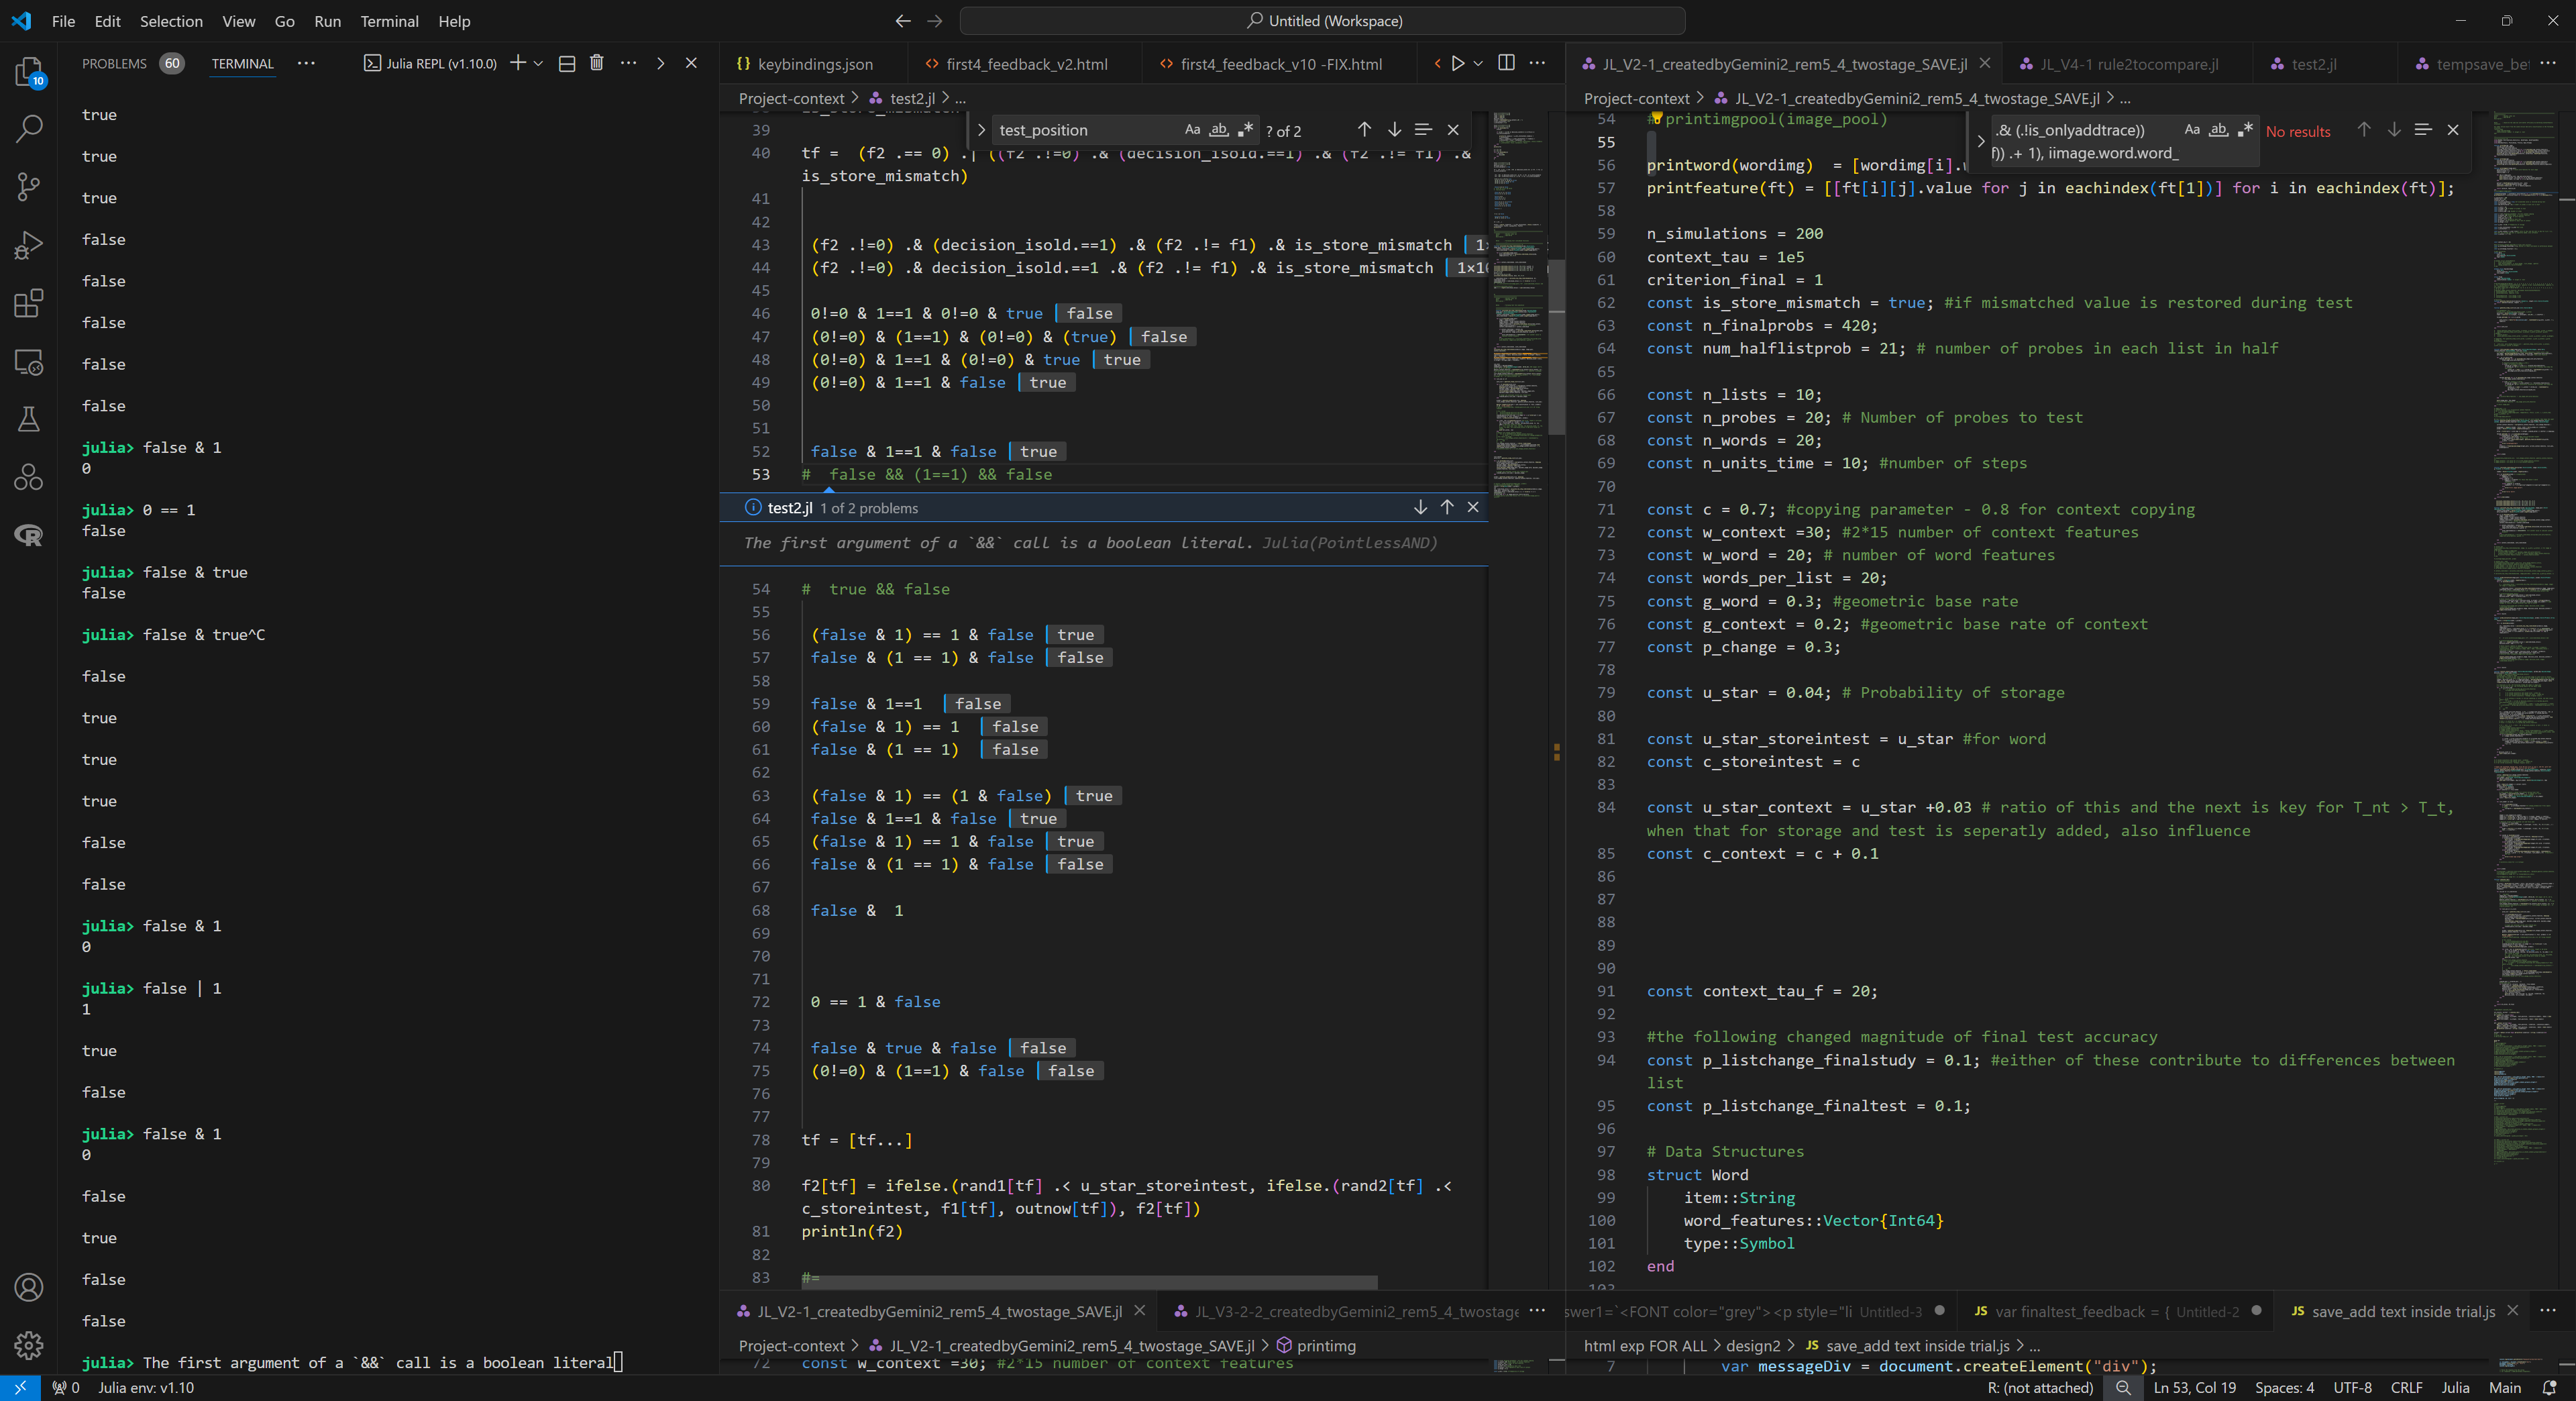 File Edit Selection View Go Run Terminal Help
Untitled (Workspace)
10
PROBLEMS 60 TERMINAL
Julia REPL (v1.10.0)
true
true
true
false
false
false
false
false
julia> false & 1
0
julia> 0 == 1
false
julia> false & true
false
julia> false & true^C
false
true
true
true
false
false
julia> false & 1
0
julia> false | 1
1
true
false
julia> false & 1
0
false
true
false
false
julia> The first argument of a `&&` call is a boolean literal
keybindings.json
first4_feedback_v2.html
first4_feedback_v10 -FIX.html
Project-context > test2.jl > ...
test_position
? of 2
39
40 tf = (f2 .== 0) .| ((f2 .!=0) .& (decision_isold.==1) .& (f2 .!= f1) .&
is_store_mismatch)
41
42
43 (f2 .!=0) .& (decision_isold.==1) .& (f2 .!= f1) .& is_store_mismatch
44 (f2 .!=0) .& decision_isold.==1 .& (f2 .!= f1) .& is_store_mismatch
45
46 0!=0 & 1==1 & 0!=0 & true false
47 (0!=0) & (1==1) & (0!=0) & (true) false
48 (0!=0) & 1==1 & (0!=0) & true true
49 (0!=0) & 1==1 & false true
50
51
52 false & 1==1 & false true
53 # false && (1==1) && false
test2.jl 1 of 2 problems
The first argument of a `&&` call is a boolean literal. Julia(PointlessAND)
54 # true && false
55
56 (false & 1) == 1 & false true
57 false & (1 == 1) & false false
58
59 false & 1==1 false
60 (false & 1) == 1 false
61 false & (1 == 1) false
62
63 (false & 1) == (1 & false) true
64 false & 1==1 & false true
65 (false & 1) == 1 & false true
66 false & (1 == 1) & false false
67
68 false & 1
69
70
71
72 0 == 1 & false
73
74 false & true & false false
75 (0!=0) & (1==1) & false false
76
77
78 tf = [tf...]
79
80 f2[tf] = ifelse.(rand1[tf] .< u_star_storeintest, ifelse.(rand2[tf] .<
c_storeintest, f1[tf], outnow[tf]), f2[tf])
81 println(f2)
82
83 #=
JL_V2-1_createdbyGemini2_rem5_4_twostage_SAVE.jl
JL_V3-2-2_createdbyGemini2_rem5_4_twostage
Project-context > JL_V2-1_createdbyGemini2_rem5_4_twostage_SAVE.jl > printimg
72 const w_context =30; #2*15 number of context features
JL_V2-1_createdbyGemini2_rem5_4_twostage_SAVE.jl
JL_V4-1 rule2tocompare.jl
test2.jl
tempsave_be
Project-context > JL_V2-1_createdbyGemini2_rem5_4_twostage_SAVE.jl > ...
.& (.!is_onlyaddtrace))
f)) .+ 1), iimage.word.word_
No results
54 # printimgpool(image_pool)
55
56 printword(wordimg) = [wordimg[i].
57 printfeature(ft) = [[ft[i][j].value for j in eachindex(ft[1])] for i in eachindex(ft)];
58
59 n_simulations = 200
60 context_tau = 1e5
61 criterion_final = 1
62 const is_store_mismatch = true; #if mismatched value is restored during test
63 const n_finalprobs = 420;
64 const num_halflistprob = 21; # number of probes in each list in half
65
66 const n_lists = 10;
67 const n_probes = 20; # Number of probes to test
68 const n_words = 20;
69 const n_units_time = 10; #number of steps
70
71 const c = 0.7; #copying parameter - 0.8 for context copying
72 const w_context =30; #2*15 number of context features
73 const w_word = 20; # number of word features
74 const words_per_list = 20;
75 const g_word = 0.3; #geometric base rate
76 const g_context = 0.2; #geometric base rate of context
77 const p_change = 0.3;
78
79 const u_star = 0.04; # Probability of storage
80
81 const u_star_storeintest = u_star #for word
82 const c_storeintest = c
83
84 const u_star_context = u_star +0.03 # ratio of this and the next is key for T_nt > T_t,
when that for storage and test is seperatly added, also influence
85 const c_context = c + 0.1
86
87
88
89
90
91 const context_tau_f = 20;
92
93 #the following changed magnitude of final test accuracy
94 const p_listchange_finalstudy = 0.1; #either of these contribute to differences between
list
95 const p_listchange_finaltest = 0.1;
96
97 # Data Structures
98 struct Word
99 item::String
100 word_features::Vector{Int64}
101 type::Symbol
102 end
swer1=`<FONT color="grey"><p style="li Untitled-3
JS var finaltest_feedback = { Untitled-2
JS save_add text inside trial.js
html exp FOR ALL > design2 > JS save_add text inside trial.js > ...
7 var messageDiv = document.createElement("div");
0 Julia env: v1.10
R: (not attached) Ln 53, Col 19 Spaces: 4 UTF-8 CRLF Julia Main